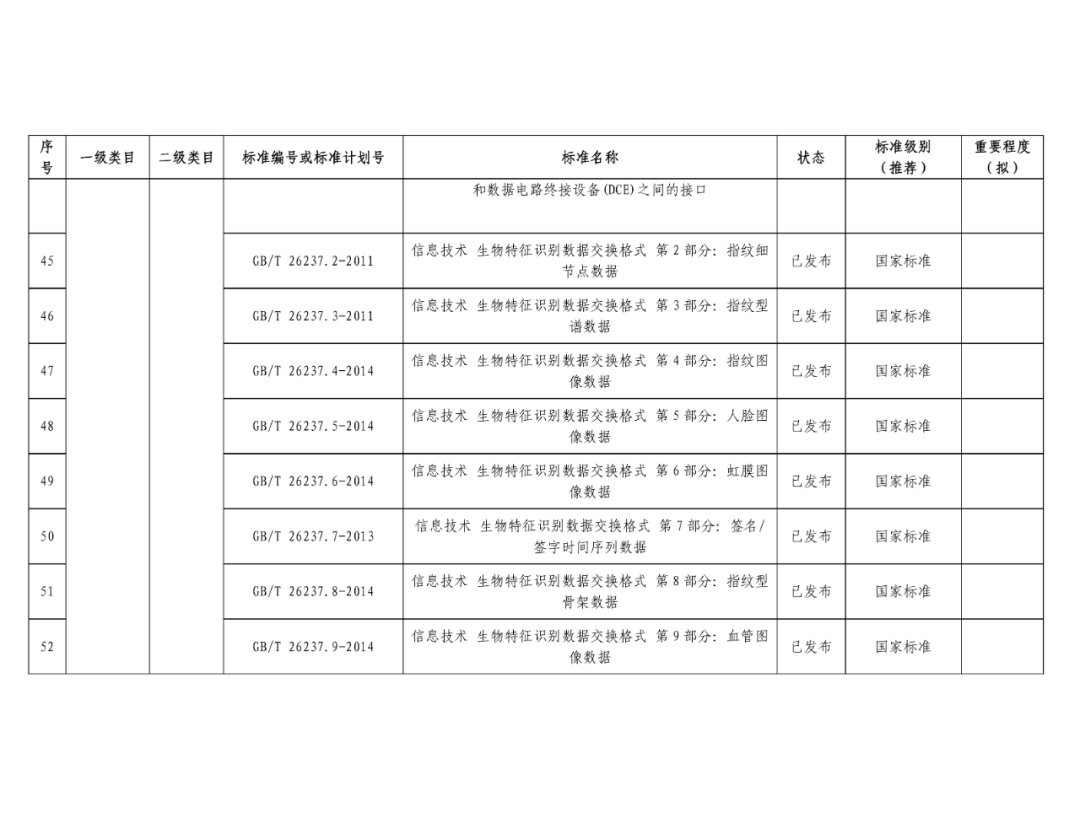 序号 一级类目 二级类目 标准编号或标准计划号 标准名称 状态 标准级别（推荐） 重要程度（拟）
和数据电路终接设备(DCE)之间的接口
45 GB/T 26237.2-2011 信息技术 生物特征识别数据交换格式 第2部分：指纹细节点数据 已发布 国家标准
46 GB/T 26237.3-2011 信息技术 生物特征识别数据交换格式 第3部分：指纹型谱数据 已发布 国家标准
47 GB/T 26237.4-2014 信息技术 生物特征识别数据交换格式 第4部分：指纹图像数据 已发布 国家标准
48 GB/T 26237.5-2014 信息技术 生物特征识别数据交换格式 第5部分：人脸图像数据 已发布 国家标准
49 GB/T 26237.6-2014 信息技术 生物特征识别数据交换格式 第6部分：虹膜图像数据 已发布 国家标准
50 GB/T 26237.7-2013 信息技术 生物特征识别数据交换格式 第7部分：签名/签字时间序列数据 已发布 国家标准
51 GB/T 26237.8-2014 信息技术 生物特征识别数据交换格式 第8部分：指纹型骨架数据 已发布 国家标准
52 GB/T 26237.9-2014 信息技术 生物特征识别数据交换格式 第9部分：血管图像数据 已发布 国家标准